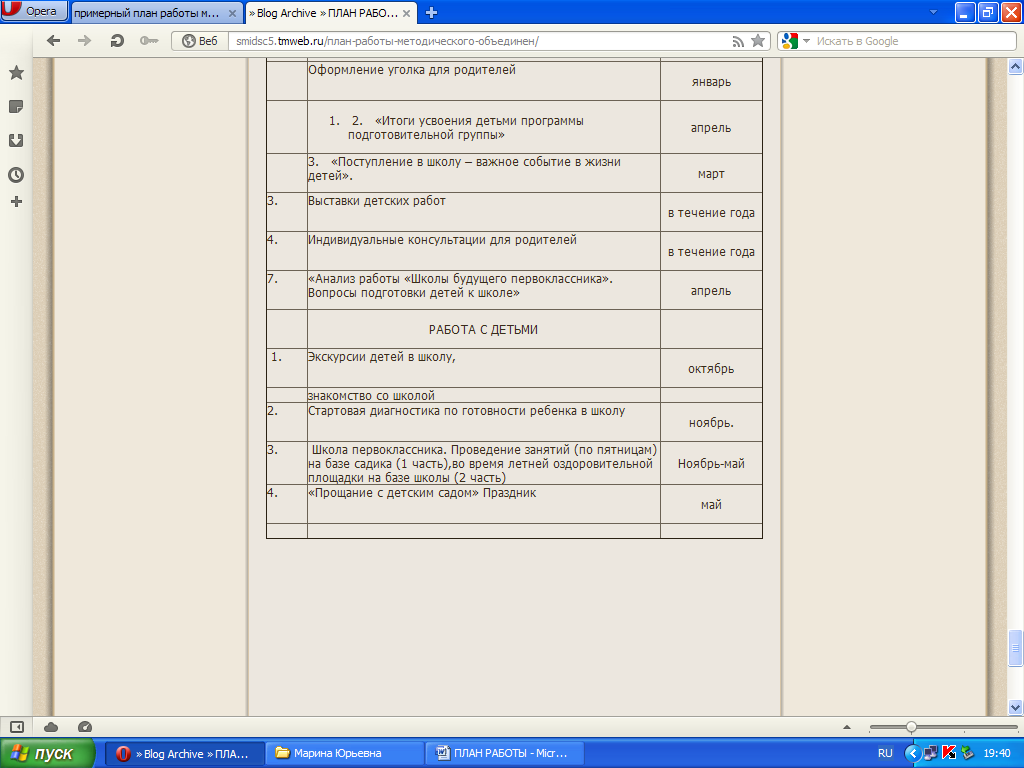 Opera
примерный план работы м...
» Blog Archive » ПЛАН РАБО...
Веб
smidsc5.tmweb.ru/план-работы-методического-объединен/
Искать в Google
Оформление уголка для родителей
январь
1. 2. «Итоги усвоения детьми программы
подготовительной группы»
апрель
3. «Поступление в школу – важное событие в жизни
детей».
март
3. Выставки детских работ
в течение года
4. Индивидуальные консультации для родителей
в течение года
7. «Анализ работы «Школы будущего первоклассника».
Вопросы подготовки детей к школе»
апрель
РАБОТА С ДЕТЬМИ
1. Экскурсии детей в школу,
октябрь
знакомство со школой
2. Стартовая диагностика по готовности ребенка в школу
ноябрь.
3. Школа первоклассника. Проведение занятий (по пятницам)
на базе садика (1 часть),во время летней оздоровительной
площадки на базе школы (2 часть)
Ноябрь-май
4. «Прощание с детским садом» Праздник
май
пуск
» Blog Archive » ПЛА...
Марина Юрьевна
ПЛАН РАБОТЫ - Micr...
RU
19:40